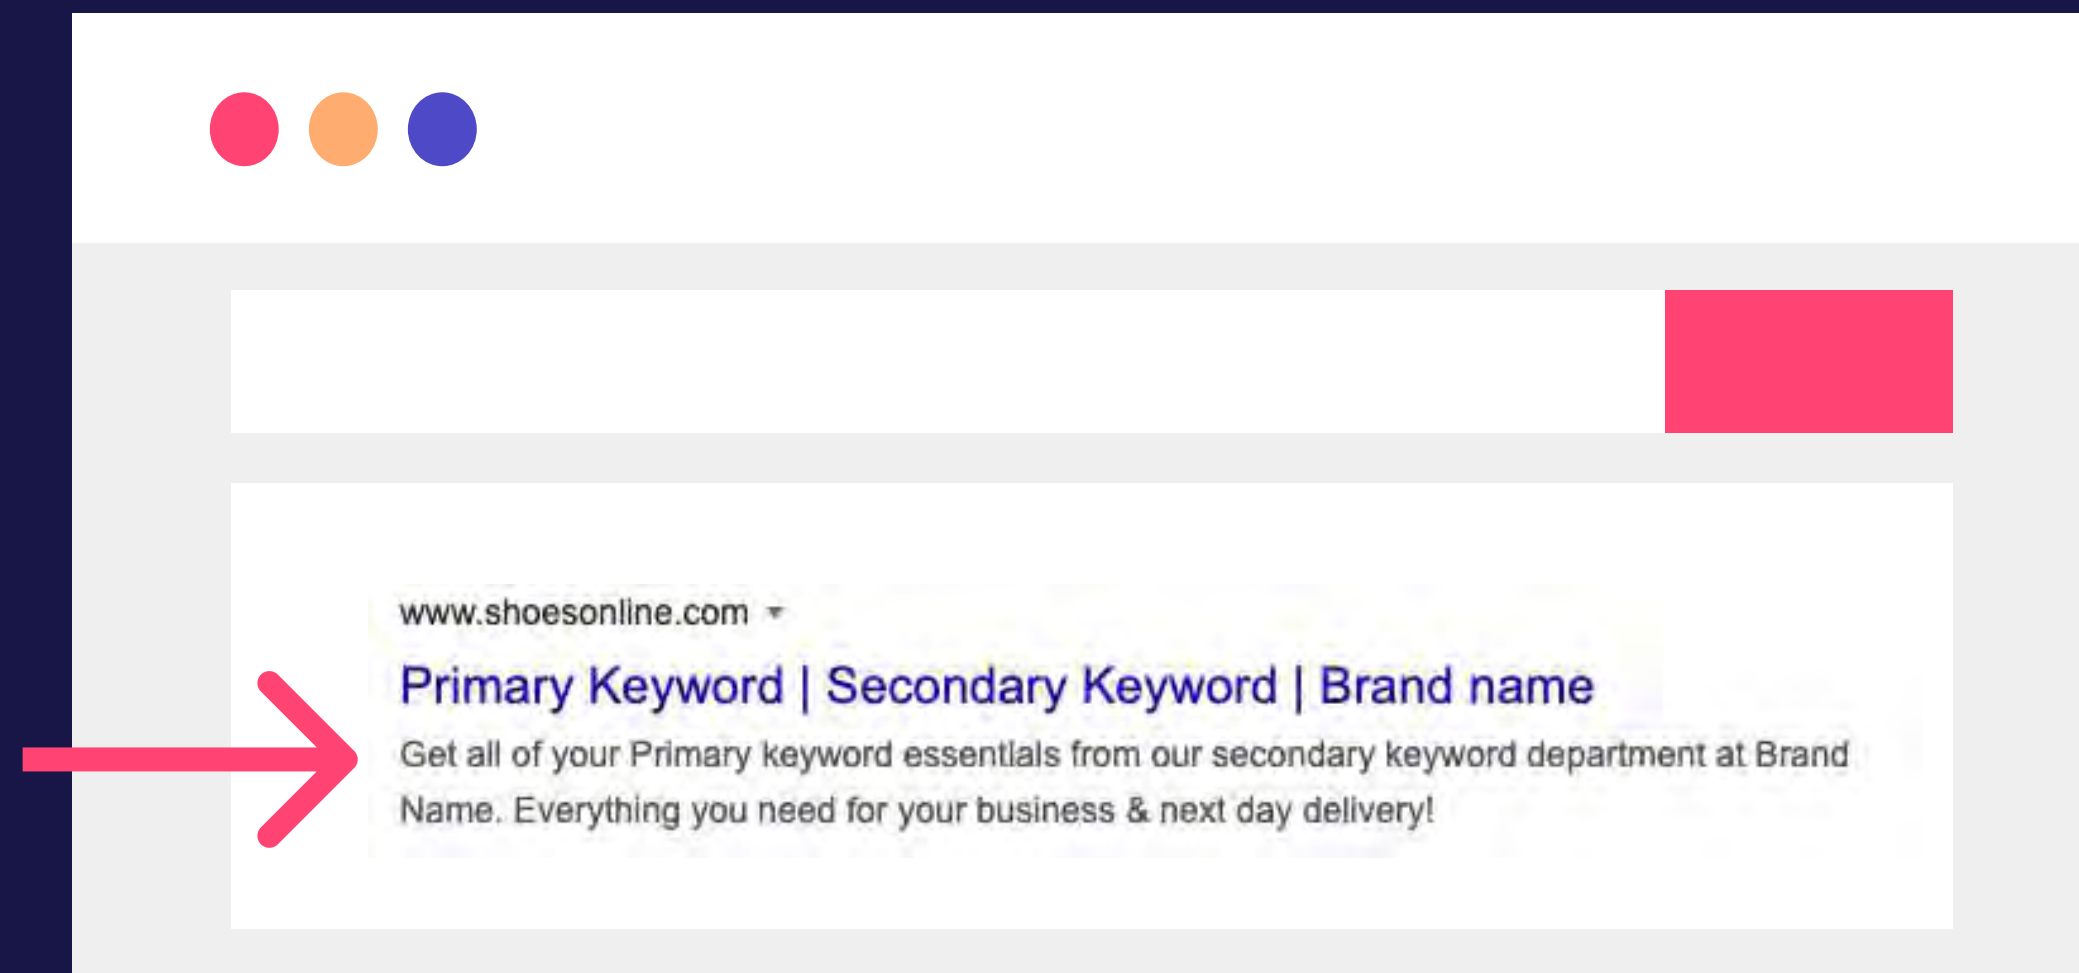 www.shoesonline.com
Primary Keyword | Secondary Keyword | Brand name
Get all of your Primary keyword essentials from our secondary keyword department at Brand
Name. Everything you need for your business & next day delivery!